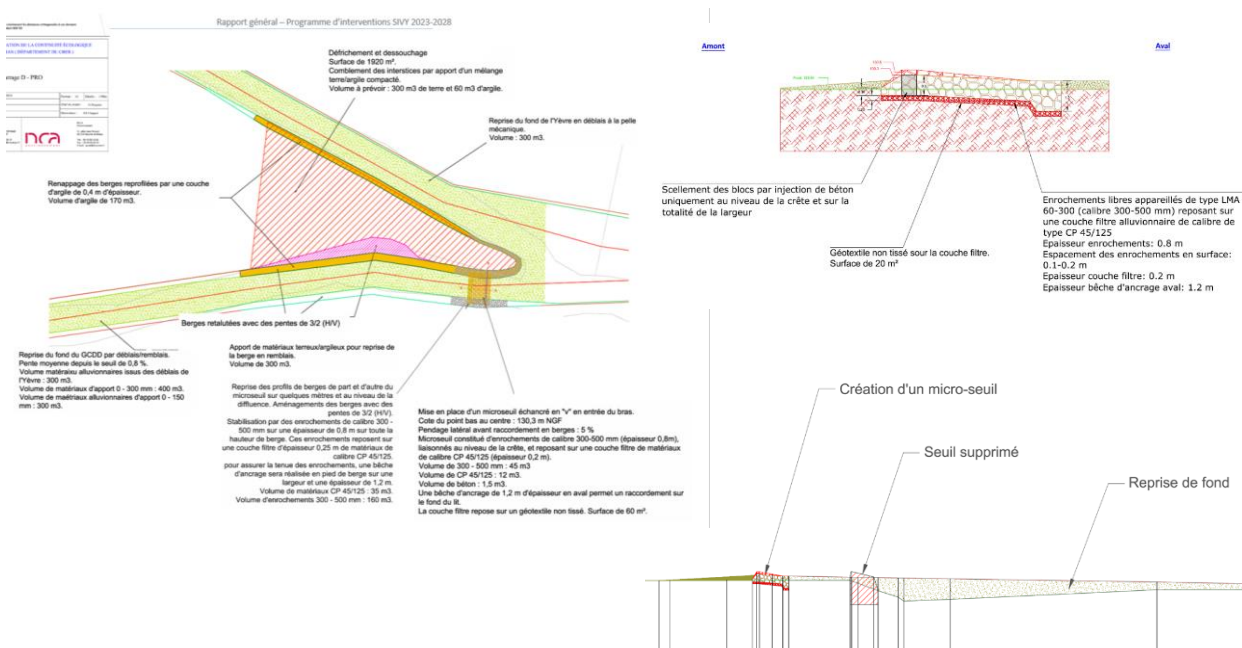 Rapport général – Programme d'interventions SIVY 2023-2028
nca
Défrichement et dessouchage
Surface de 1920 m².
Comblement des interstices par apport d'un mélange
terre/argile compacté.
Volume à prévoir : 300 m3 de terre et 60 m3 d'argile.
Reprise du fond de l'Yèvre en déblais à la pelle
mécanique.
Volume : 300 m3.
Renappage des berges reprofilées par une couche
d'argile de 0,4 m d'épaisseur.
Volume d'argile de 170 m3.
Berges retalutées avec des pentes de 3/2 (H/V)
Reprise du fond du GCDD par déblais/remblais.
Pente moyenne depuis le seuil de 0,8 %.
Volume matéraixu alluvionnaires issus des déblais de
l'Yèvre : 300 m3.
Volume de matériaux d'apport 0 - 300 mm : 400 m3.
Volume de matériaux alluvionnaires d'apport 0 - 150
mm : 300 m3.
Apport de matériaux terreux/argileux pour reprise de
la berge en remblais.
Volume de 300 m3.
Reprise des profils de berges de part et d'autre du
microseuil sur quelques mètres et au niveau de la
diffluence. Aménagements des berges avec des
pentes de 3/2 (H/V).
Stabilisation par des enrochements de calibre 300 -
500 mm sur une épaisseur de 0,8 m sur toute la
hauteur de berge. Ces enrochements reposent sur
une couche filtre d'épaisseur 0,25 m de matériaux de
calibre CP 45/125.
pour assurer la tenue des enrochements, une bêche
d'ancrage sera réalisée en pied de berge sur une
largeur et une épaisseur de 1,2 m.
Volume de matériaux CP 45/125 : 35 m3.
Volume d'enrochements 300 - 500 mm : 160 m3.
Mise en place d'un microseuil échancré en "v" en entrée du bras.
Cote du point bas au centre : 130,3 m NGF
Pendage latéral avant raccordement en berges : 5 %
Microseuil constitué d'enrochements de calibre 300-500 mm (épaisseur 0,8m),
liaisonnés au niveau de la crête, et reposant sur une couche filtre de matériaux
de calibre CP 45/125 (épaisseur 0,2 m).
Volume de 300 - 500 mm : 45 m3
Volume de CP 45/125 : 12 m3.
Volume de béton : 1,5 m3.
Une bêche d'ancrage de 1,2 m d'épaisseur en aval permet un raccordement sur
le fond du lit.
La couche filtre repose sur un géotextile non tissé. Surface de 60 m².
Amont
Aval
Scellement des blocs par injection de béton
uniquement au niveau de la crête et sur la
totalité de la largeur
Géotextile non tissé sour la couche filtre.
Surface de 20 m²
Enrochements libres appareillés de type LMA
60-300 (calibre 300-500 mm) reposant sur
une couche filtre alluvionnaire de calibre de
type CP 45/125
Epaisseur enrochements: 0.8 m
Espacement des enrochements en surface:
0.1-0.2 m
Epaisseur couche filtre: 0.2 m
Epaisseur bêche d'ancrage aval: 1.2 m
Création d'un micro-seuil
Seuil supprimé
Reprise de fond